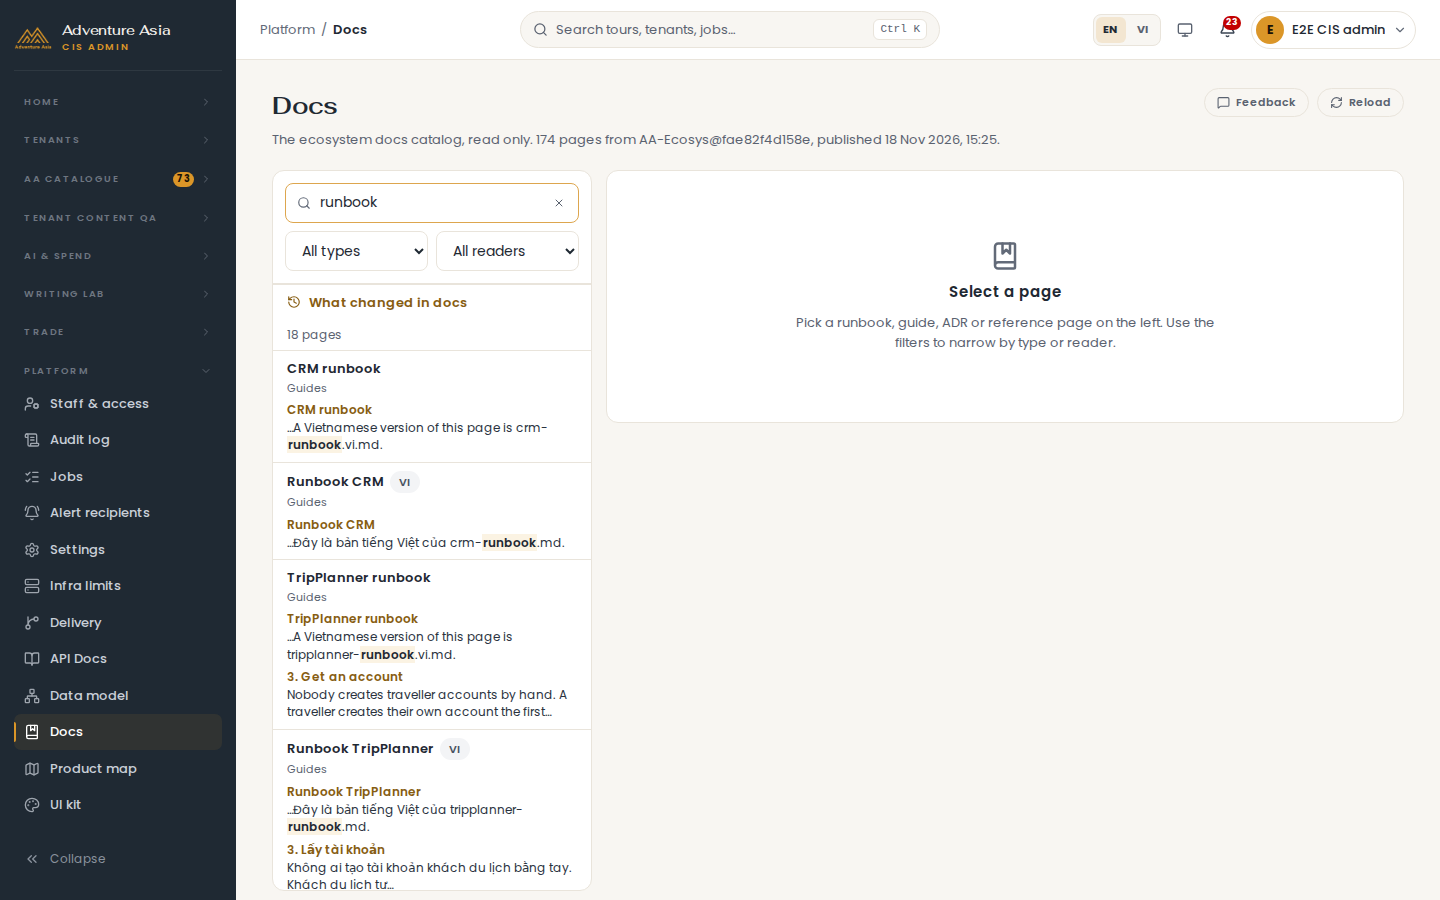 Adventure Asia
CIS ADMIN
Adventure Asia
HOME
TENANTS
AA CATALOGUE 73
TENANT CONTENT QA
AI & SPEND
WRITING LAB
TRADE
PLATFORM
Staff & access
Audit log
Jobs
Alert recipients
Settings
Infra limits
Delivery
API Docs
Data model
Docs
Product map
UI kit
Collapse
Platform / Docs
Search tours, tenants, jobs... Ctrl K
EN VI
23
E E2E CIS admin
Docs
Feedback Reload
The ecosystem docs catalog, read only. 174 pages from AA-Ecosys@fae82f4d158e, published 18 Nov 2026, 15:25.
runbook
All types All readers
What changed in docs
18 pages
CRM runbook
Guides
CRM runbook
…A Vietnamese version of this page is crm-
runbook.vi.md.
Runbook CRM VI
Guides
Runbook CRM
…Đây là bản tiếng Việt của crm-runbook.md.
TripPlanner runbook
Guides
TripPlanner runbook
…A Vietnamese version of this page is
tripplanner-runbook.vi.md.
3. Get an account
Nobody creates traveller accounts by hand. A
traveller creates their own account the first…
Runbook TripPlanner VI
Guides
Runbook TripPlanner
…Đây là bản tiếng Việt của tripplanner-
runbook.md.
3. Lấy tài khoản
Không ai tạo tài khoản khách du lịch bằng tay.
Khách du lịch tự…
Select a page
Pick a runbook, guide, ADR or reference page on the left. Use the
filters to narrow by type or reader.